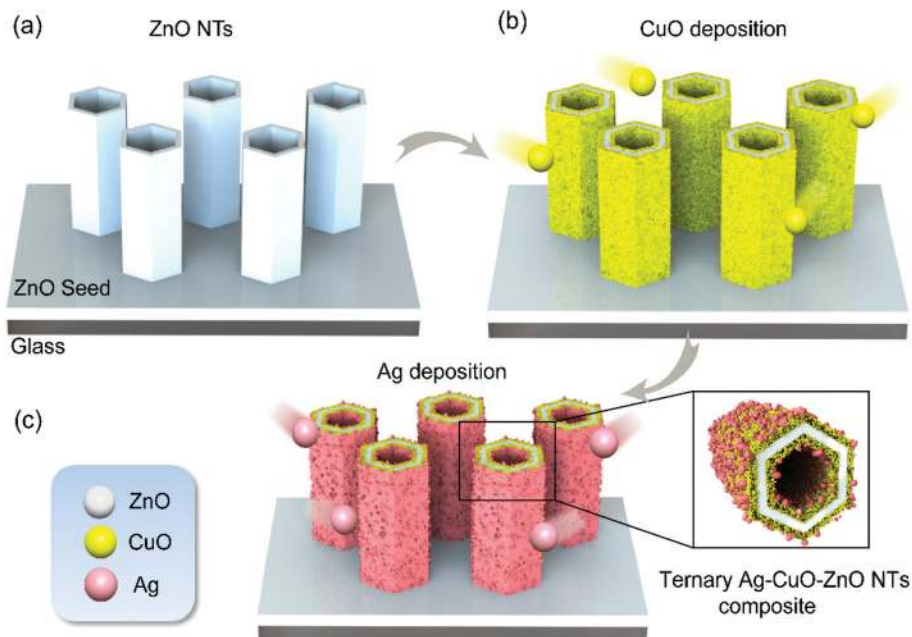 (a)
ZnO NTs
ZnO Seed
Glass
(b)
CuO deposition
(c)
Ag deposition
ZnO
CuO
Ag
Ternary Ag-CuO-ZnO NTs
composite